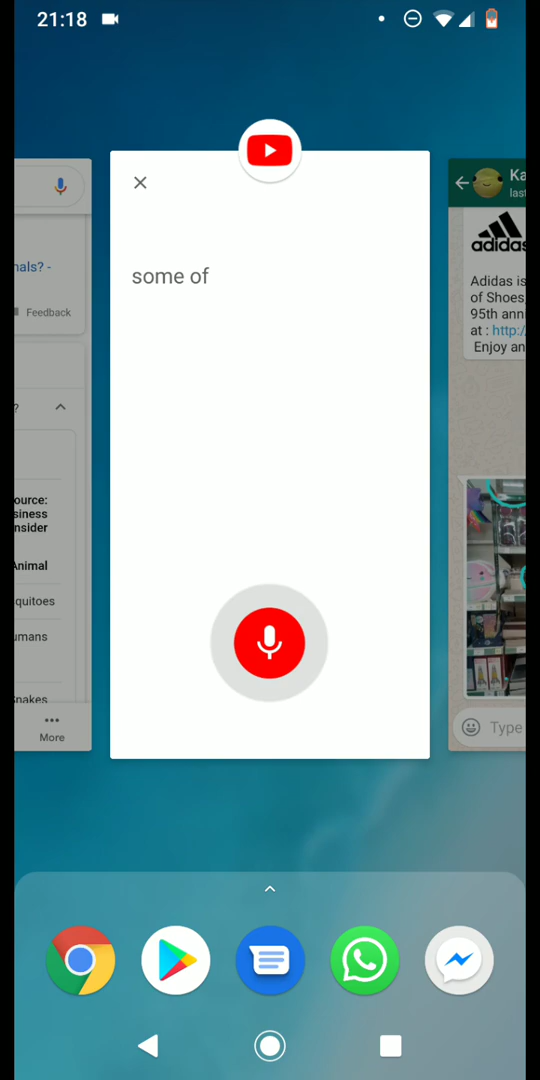 21:18
some of
nals? -
Feedback
?
ource:
siness
nsider
Animal
quitoes
umans
Snakes
More
Ka
last
adidas
Adidas is
of Shoes
95th ann
at : http:/
Enjoy an
Type